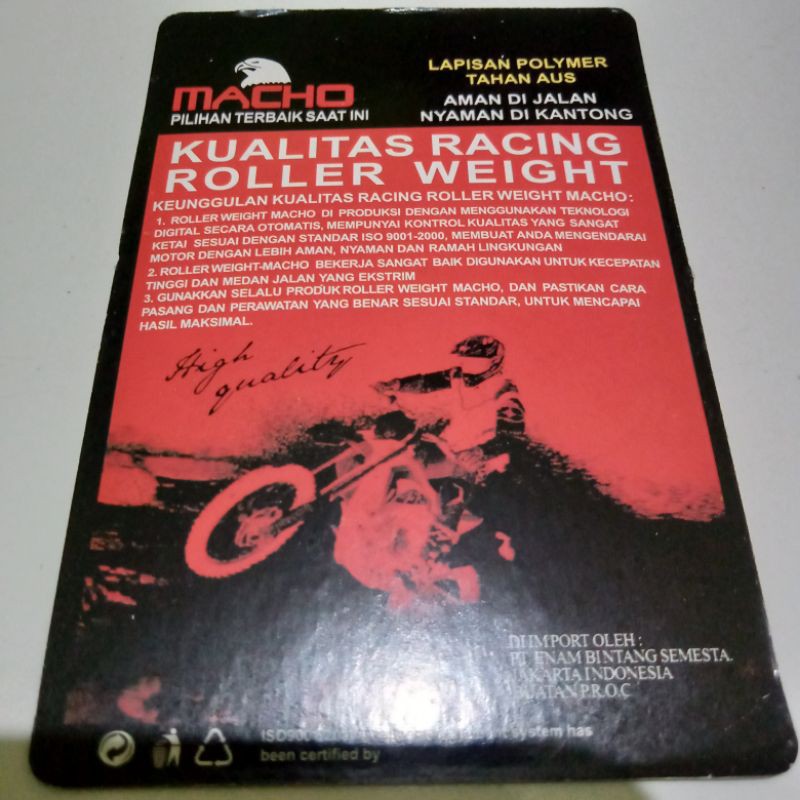 MACHO
PILIHAN TERBAIK SAAT INI
LAPISAN POLYMER
TAHAN AUS
AMAN DI JALAN
NYAMAN DI KANTONG
KUALITAS RACING
ROLLER WEIGHT
KEUNGGULAN KUALITAS RACING ROLLER WEIGHT MACHO:
1. ROLLER WEIGHT MACHO DI PRODUKSI DENGAN MENGGUNAKAN TEKNOLOGI
DIGITAL SECARA OTOMATIS, MEMPUNYAI KONTROL KUALITAS YANG SANGAT
KETAI SESUAI DENGAN STANDAR ISO 9001-2000, MEMBUAT ANDA MENGENDARAI
MOTOR DENGAN LEBIH AMAN, NYAMAN DAN RAMAH LINGKUNGAN
2. ROLLER WEIGHT-MACHO BEKERJA SANGAT BAIK DIGUNAKAN UNTUK KECEPATAN
TINGGI DAN MEDAN JALAN YANG EKSTRIM
3. GUNAKKAN SELALU PRODUK ROLLER WEIGHT MACHO, DAN PASTIKAN CARA
PASANG DAN PERAWATAN YANG BENAR SESUAI STANDAR, UNTUK MENCAPAI
HASIL MAKSIMAL.
High
quality
DI IMPORT OLEH :
PT. ENAM BINTANG SEMESTA.
JAKARTA INDONESIA
BUATAN P.R.O.C
system has
been certified by